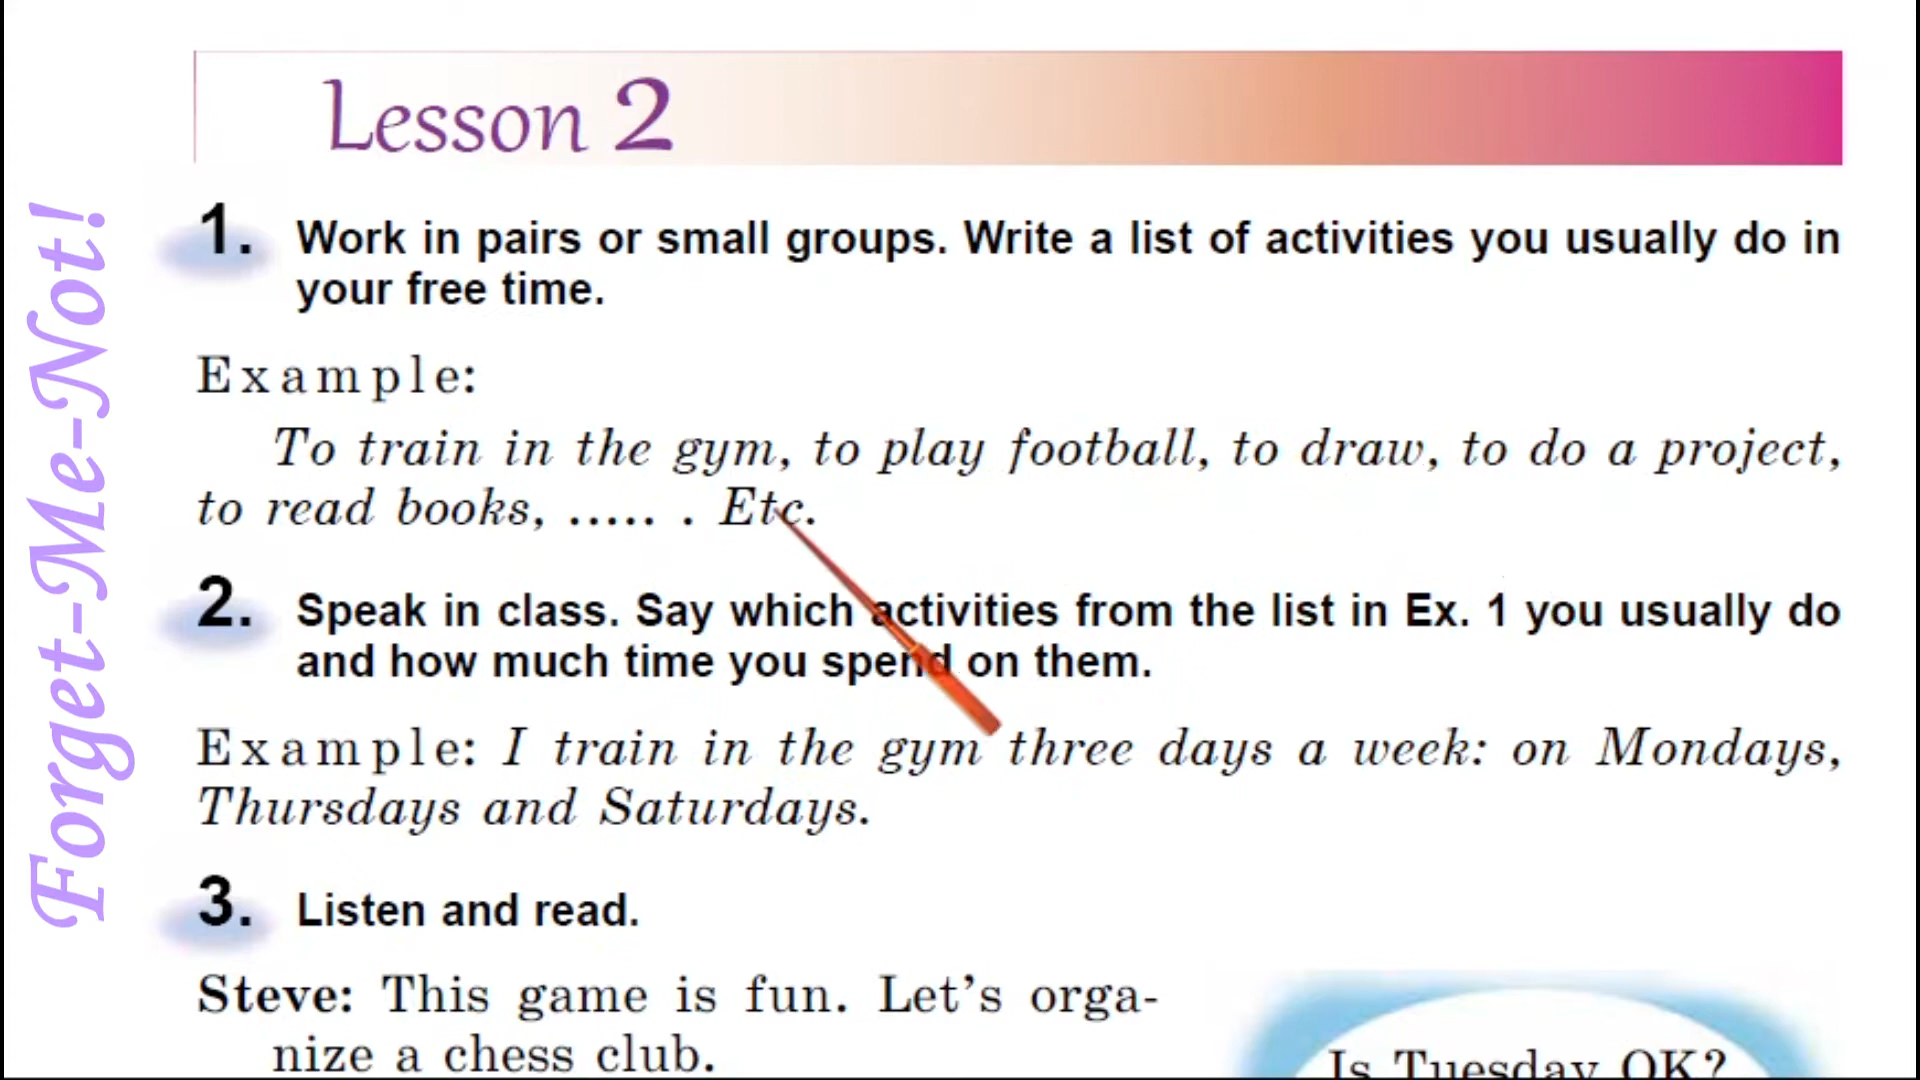 Lesson 2
Forget-Me-Not!
1. Work in pairs or small groups. Write a list of activities you usually do in
your free time.
Example:
To train in the gym, to play football, to draw, to do a project,
to read books, ..... . Etc.
2. Speak in class. Say which activities from the list in Ex. 1 you usually do
and how much time you spend on them.
Example: I train in the gym three days a week: on Mondays,
Thursdays and Saturdays.
3. Listen and read.
Steve: This game is fun. Let's orga-
nize a chess club.
Is Tuesday OK?